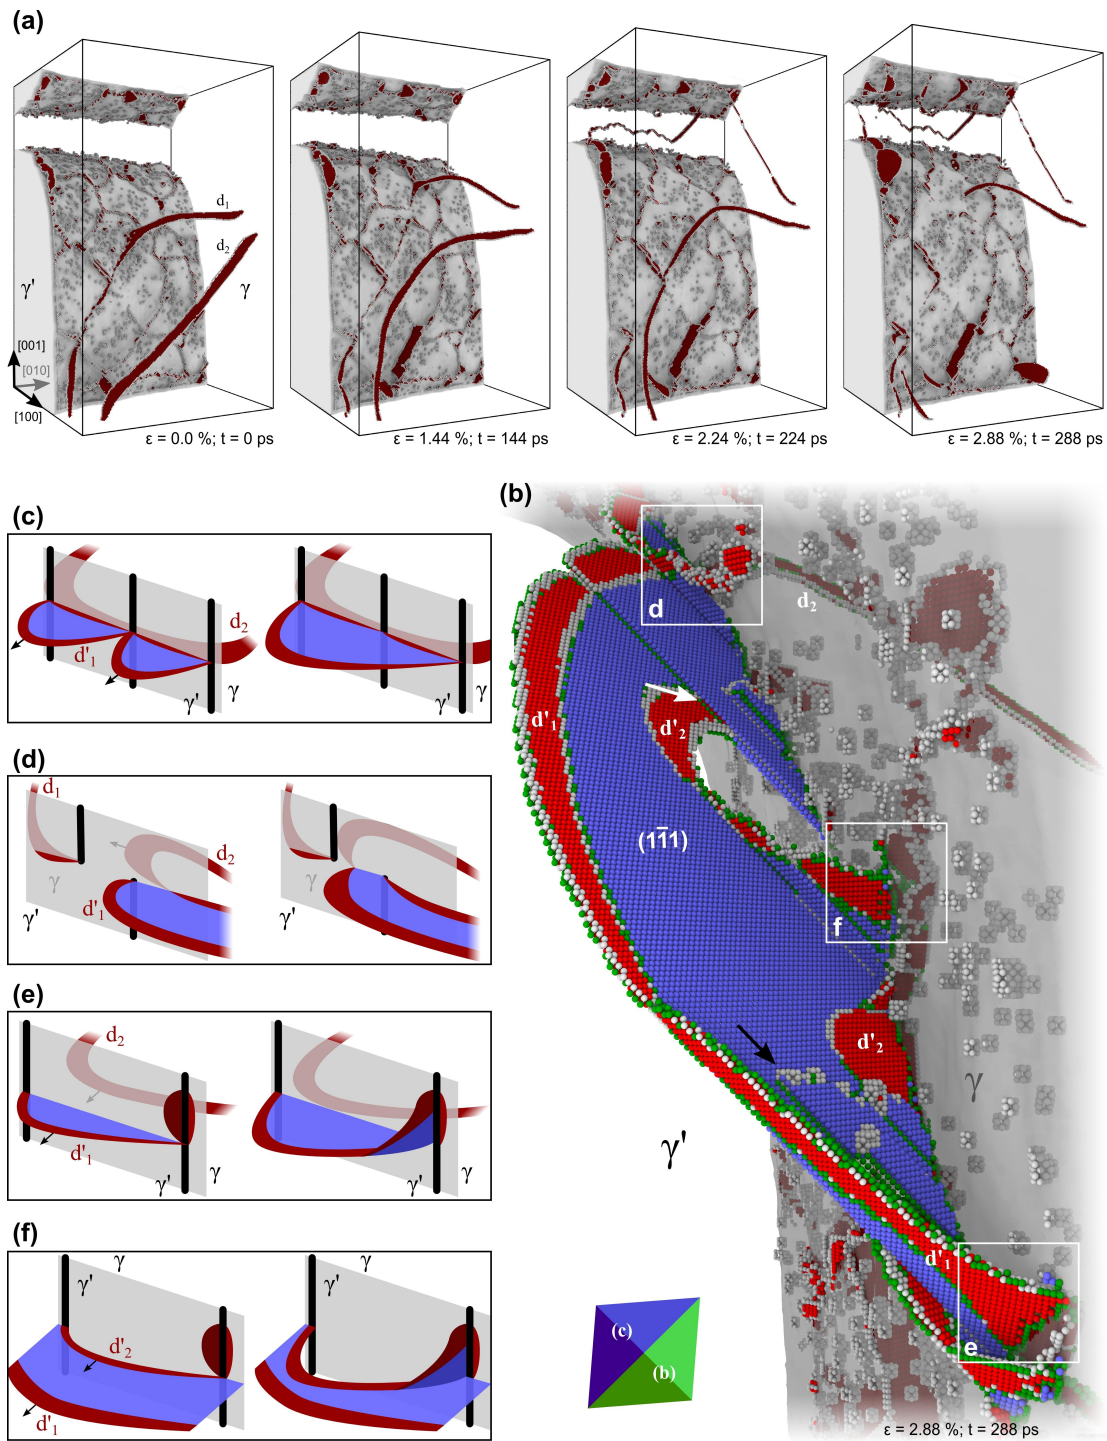 (a)
d1
d2
γ'
γ
[001]
[010]
[100]
ε = 0.0 %; t = 0 ps
ε = 1.44 %; t = 144 ps
ε = 2.24 %; t = 224 ps
ε = 2.88 %; t = 288 ps
(b)
d
d2
d'1
d'2
(11̄1)
f
d'2
γ
γ'
d'1
e
(c)
(b)
ε = 2.88 %; t = 288 ps
(c)
d2
d'1
γ'
γ
γ'
γ
(d)
d1
d2
γ
d'1
γ'
γ
γ'
(e)
d2
d'1
γ'
γ
γ'
γ
(f)
γ
γ'
d'2
d'1
γ
γ'